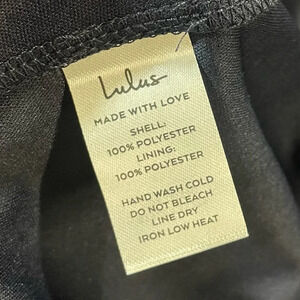 Lulus
MADE WITH LOVE
SHELL:
100% POLYESTER
LINING:
100% POLYESTER
HAND WASH COLD
DO NOT BLEACH
LINE DRY
IRON LOW HEAT